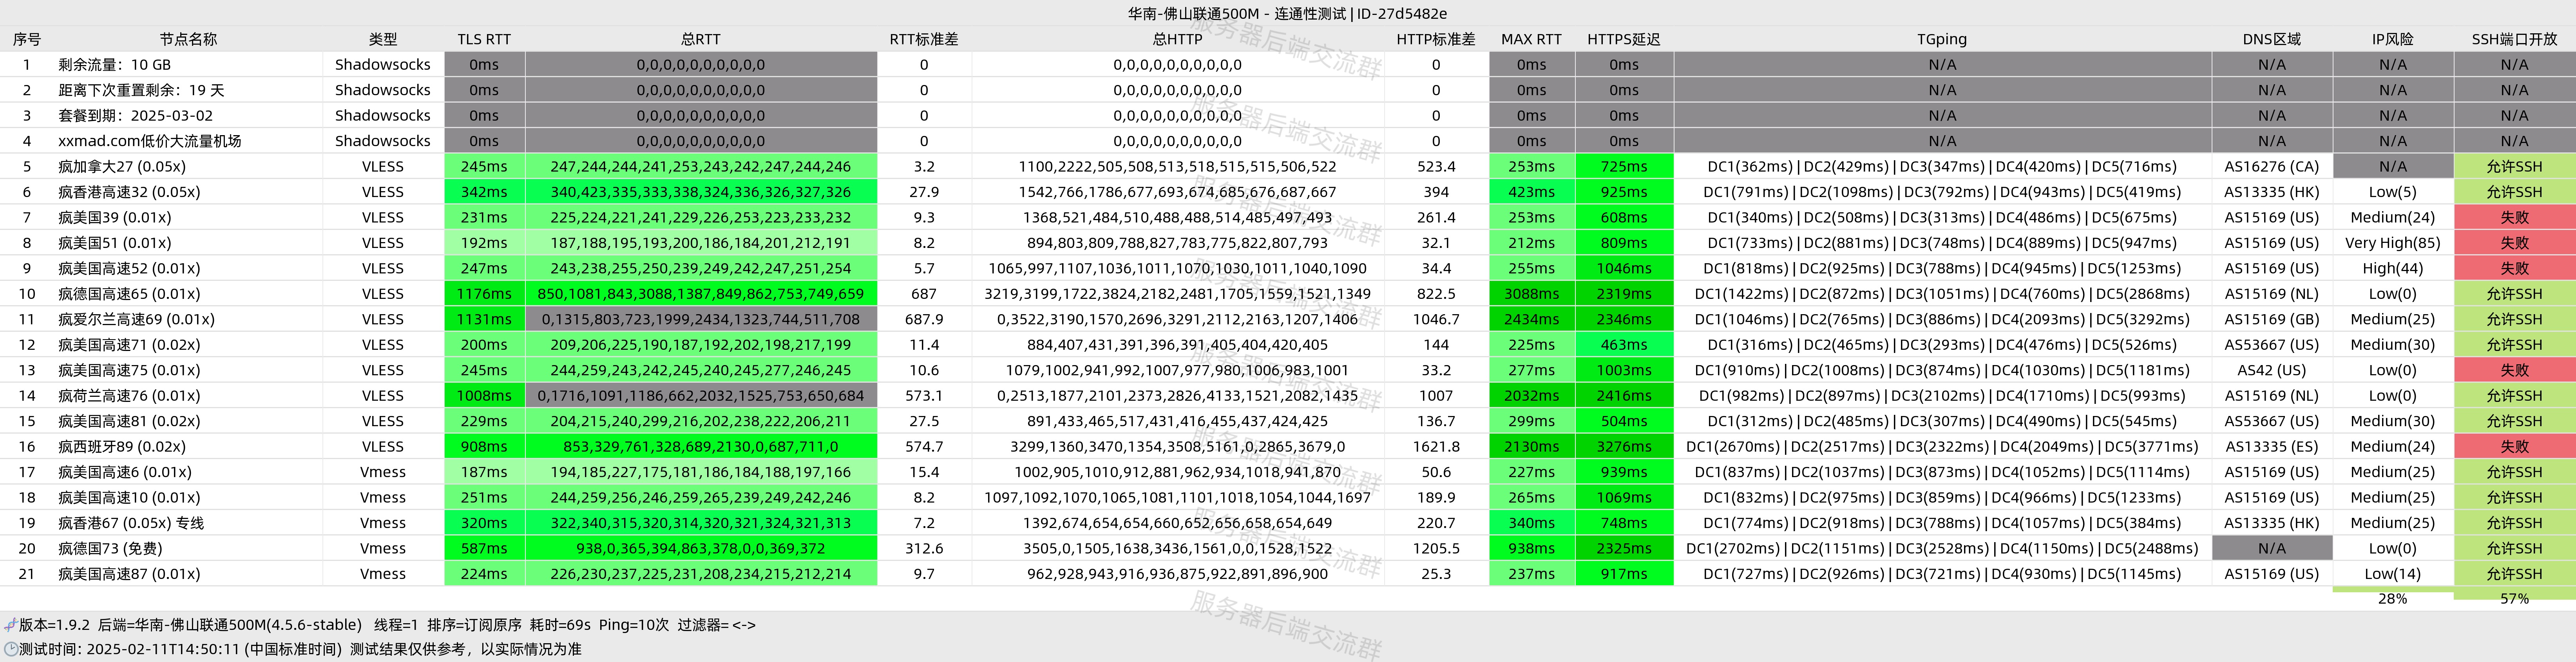 华南-佛山联通500M - 连通性测试 | ID-27d5482e
序号 节点名称 类型 TLS RTT 总RTT RTT标准差 总HTTP HTTP标准差 MAX RTT HTTPS延迟 TGping DNS区域 IP风险 SSH端口开放
1 剩余流量：10 GB Shadowsocks 0ms 0,0,0,0,0,0,0,0,0,0 0 0,0,0,0,0,0,0,0,0,0 0 0ms 0ms N/A N/A N/A N/A
2 距离下次重置剩余：19 天 Shadowsocks 0ms 0,0,0,0,0,0,0,0,0,0 0 0,0,0,0,0,0,0,0,0,0 0 0ms 0ms N/A N/A N/A N/A
3 套餐到期：2025-03-02 Shadowsocks 0ms 0,0,0,0,0,0,0,0,0,0 0 0,0,0,0,0,0,0,0,0,0 0 0ms 0ms N/A N/A N/A N/A
4 xxmad.com低价大流量机场 Shadowsocks 0ms 0,0,0,0,0,0,0,0,0,0 0 0,0,0,0,0,0,0,0,0,0 0 0ms 0ms N/A N/A N/A N/A
5 疯加拿大27 (0.05x) VLESS 245ms 247,244,244,241,253,243,242,247,244,246 3.2 1100,2222,505,508,513,518,515,515,506,522 523.4 253ms 725ms DC1(362ms) | DC2(429ms) | DC3(347ms) | DC4(420ms) | DC5(716ms) AS16276 (CA) N/A 允许SSH
6 疯香港高速32 (0.05x) VLESS 342ms 340,423,335,333,338,324,336,326,327,326 27.9 1542,766,1786,677,693,674,685,676,687,667 394 423ms 925ms DC1(791ms) | DC2(1098ms) | DC3(792ms) | DC4(943ms) | DC5(419ms) AS13335 (HK) Low(5) 允许SSH
7 疯美国39 (0.01x) VLESS 231ms 225,224,221,241,229,226,253,223,233,232 9.3 1368,521,484,510,488,488,514,485,497,493 261.4 253ms 608ms DC1(340ms) | DC2(508ms) | DC3(313ms) | DC4(486ms) | DC5(675ms) AS15169 (US) Medium(24) 失败
8 疯美国51 (0.01x) VLESS 192ms 187,188,195,193,200,186,184,201,212,191 8.2 894,803,809,788,827,783,775,822,807,793 32.1 212ms 809ms DC1(733ms) | DC2(881ms) | DC3(748ms) | DC4(889ms) | DC5(947ms) AS15169 (US) Very High(85) 失败
9 疯美国高速52 (0.01x) VLESS 247ms 243,238,255,250,239,249,242,247,251,254 5.7 1065,997,1107,1036,1011,1070,1030,1011,1040,1090 34.4 255ms 1046ms DC1(818ms) | DC2(925ms) | DC3(788ms) | DC4(945ms) | DC5(1253ms) AS15169 (US) High(44) 失败
10 疯德国高速65 (0.01x) VLESS 1176ms 850,1081,843,3088,1387,849,862,753,749,659 687 3219,3199,1722,3824,2182,2481,1705,1559,1521,1349 822.5 3088ms 2319ms DC1(1422ms) | DC2(872ms) | DC3(1051ms) | DC4(760ms) | DC5(2868ms) AS15169 (NL) Low(0) 允许SSH
11 疯爱尔兰高速69 (0.01x) VLESS 1131ms 0,1315,803,723,1999,2434,1323,744,511,708 687.9 0,3522,3190,1570,2696,3291,2112,2163,1207,1406 1046.7 2434ms 2346ms DC1(1046ms) | DC2(765ms) | DC3(886ms) | DC4(2093ms) | DC5(3292ms) AS15169 (GB) Medium(25) 允许SSH
12 疯美国高速71 (0.02x) VLESS 200ms 209,206,225,190,187,192,202,198,217,199 11.4 884,407,431,391,396,391,405,404,420,405 144 225ms 463ms DC1(316ms) | DC2(465ms) | DC3(293ms) | DC4(476ms) | DC5(526ms) AS53667 (US) Medium(30) 允许SSH
13 疯美国高速75 (0.01x) VLESS 245ms 244,259,243,242,245,240,245,277,246,245 10.6 1079,1002,941,992,1007,977,980,1006,983,1001 33.2 277ms 1003ms DC1(910ms) | DC2(1008ms) | DC3(874ms) | DC4(1030ms) | DC5(1181ms) AS42 (US) Low(0) 失败
14 疯荷兰高速76 (0.01x) VLESS 1008ms 0,1716,1091,1186,662,2032,1525,753,650,684 573.1 0,2513,1877,2101,2373,2826,4133,1521,2082,1435 1007 2032ms 2416ms DC1(982ms) | DC2(897ms) | DC3(2102ms) | DC4(1710ms) | DC5(993ms) AS15169 (NL) Low(0) 允许SSH
15 疯美国高速81 (0.02x) VLESS 229ms 204,215,240,299,216,202,238,222,206,211 27.5 891,433,465,517,431,416,455,437,424,425 136.7 299ms 504ms DC1(312ms) | DC2(485ms) | DC3(307ms) | DC4(490ms) | DC5(545ms) AS53667 (US) Medium(30) 允许SSH
16 疯西班牙89 (0.02x) VLESS 908ms 853,329,761,328,689,2130,0,687,711,0 574.7 3299,1360,3470,1354,3508,5161,0,2865,3679,0 1621.8 2130ms 3276ms DC1(2670ms) | DC2(2517ms) | DC3(2322ms) | DC4(2049ms) | DC5(3771ms) AS13335 (ES) Medium(24) 失败
17 疯美国高速6 (0.01x) Vmess 187ms 194,185,227,175,181,186,184,188,197,166 15.4 1002,905,1010,912,881,962,934,1018,941,870 50.6 227ms 939ms DC1(837ms) | DC2(1037ms) | DC3(873ms) | DC4(1052ms) | DC5(1114ms) AS15169 (US) Medium(25) 允许SSH
18 疯美国高速10 (0.01x) Vmess 251ms 244,259,256,246,259,265,239,249,242,246 8.2 1097,1092,1070,1065,1081,1101,1018,1054,1044,1697 189.9 265ms 1069ms DC1(832ms) | DC2(975ms) | DC3(859ms) | DC4(966ms) | DC5(1233ms) AS15169 (US) Medium(25) 允许SSH
19 疯香港67 (0.05x) 专线 Vmess 320ms 322,340,315,320,314,320,321,324,321,313 7.2 1392,674,654,654,660,652,656,658,654,649 220.7 340ms 748ms DC1(774ms) | DC2(918ms) | DC3(788ms) | DC4(1057ms) | DC5(384ms) AS13335 (HK) Medium(25) 允许SSH
20 疯德国73 (免费) Vmess 587ms 938,0,365,394,863,378,0,0,369,372 312.6 3505,0,1505,1638,3436,1561,0,0,1528,1522 1205.5 938ms 2325ms DC1(2702ms) | DC2(1151ms) | DC3(2528ms) | DC4(1150ms) | DC5(2488ms) N/A Low(0) 允许SSH
21 疯美国高速87 (0.01x) Vmess 224ms 226,230,237,225,231,208,234,215,212,214 9.7 962,928,943,916,936,875,922,891,896,900 25.3 237ms 917ms DC1(727ms) | DC2(926ms) | DC3(721ms) | DC4(930ms) | DC5(1145ms) AS15169 (US) Low(14) 允许SSH
28% 57%
版本=1.9.2 后端=华南-佛山联通500M(4.5.6-stable) 线程=1 排序=订阅原序 耗时=69s Ping=10次 过滤器= <->
测试时间: 2025-02-11T14:50:11 (中国标准时间) 测试结果仅供参考，以实际情况为准
服务器后端交流群
服务器后端交流群
服务器后端交流群
服务器后端交流群
服务器后端交流群
服务器后端交流群
服务器后端交流群
服务器后端交流群